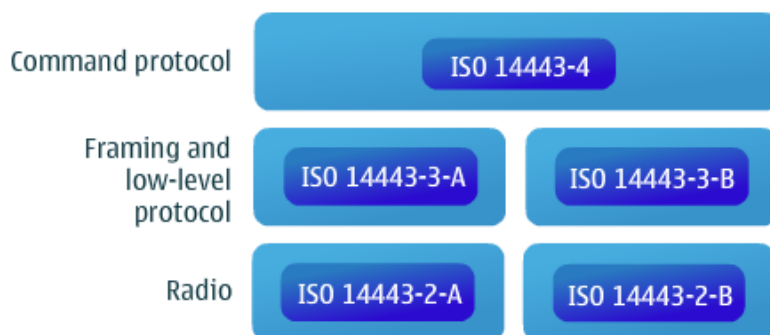 Command protocol
ISO 14443-4
Framing and
low-level
protocol
ISO 14443-3-A
ISO 14443-3-B
Radio
ISO 14443-2-A
ISO 14443-2-B